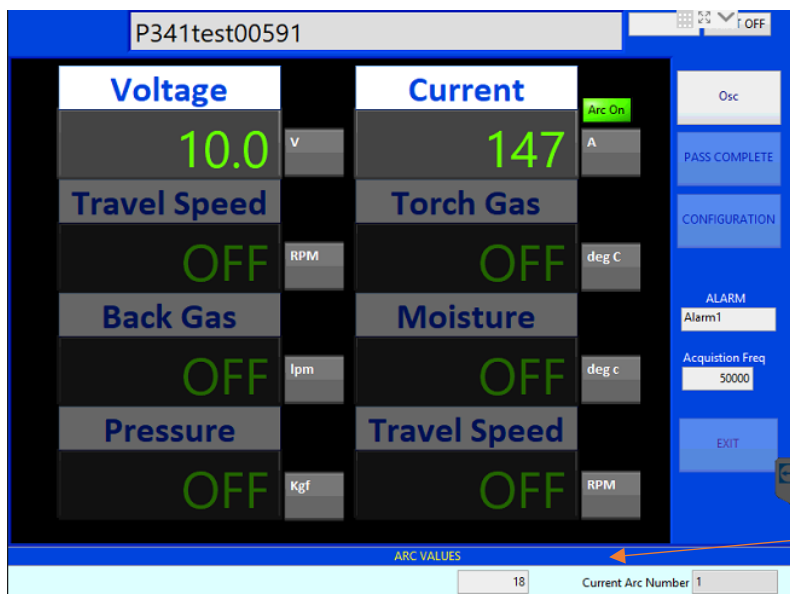 P341test00591
OFF
Voltage
Current
Arc On
Osc
10.0 V
147 A
PASS COMPLETE
Travel Speed
Torch Gas
CONFIGURATION
OFF RPM
OFF deg C
ALARM
Back Gas
Moisture
Alarm1
Acquistion Freq
OFF lpm
OFF deg c
50000
Pressure
Travel Speed
EXIT
OFF Kgf
OFF RPM
ARC VALUES
18
Current Arc Number 1